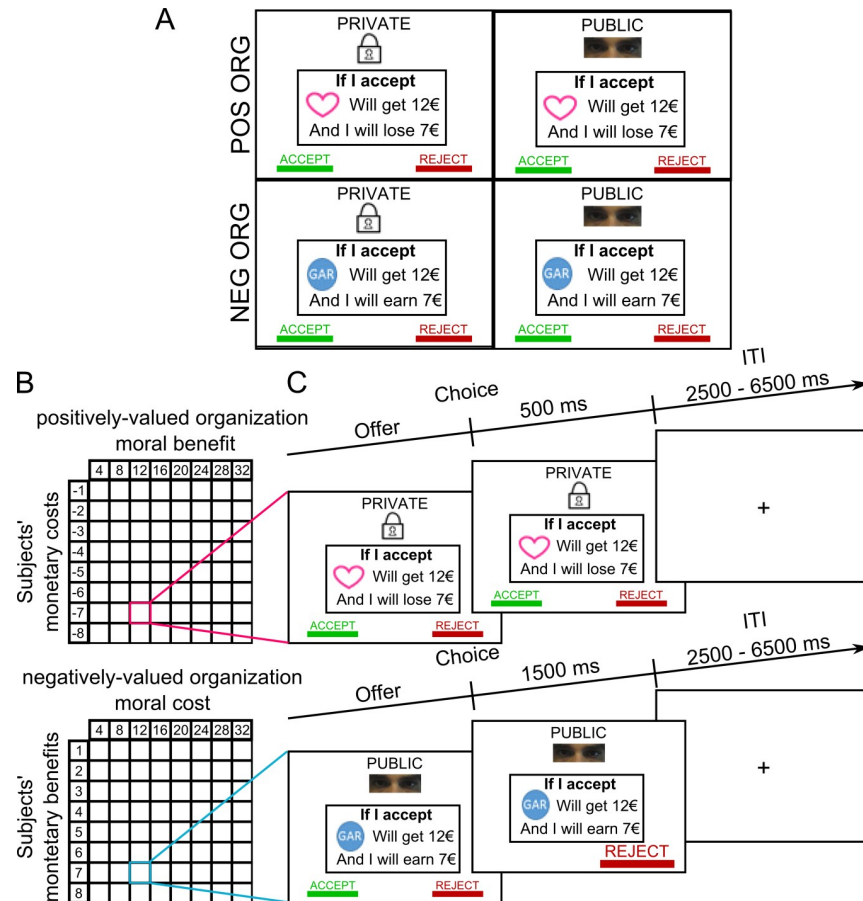 A
PRIVATE
PUBLIC
POS ORG
If I accept
Will get 12€
And I will lose 7€
ACCEPT
REJECT
If I accept
Will get 12€
And I will lose 7€
ACCEPT
REJECT
NEG ORG
PRIVATE
PUBLIC
If I accept
GAR Will get 12€
And I will earn 7€
ACCEPT
REJECT
If I accept
GAR Will get 12€
And I will earn 7€
ACCEPT
REJECT
B
positively-valued organization
moral benefit
4 8 12 16 20 24 28 32
Subjects'
monetary costs
-1
-2
-3
-4
-5
-6
-7
-8
C
Offer
Choice
500 ms
ITI
2500 - 6500 ms
PRIVATE
If I accept
Will get 12€
And I will lose 7€
ACCEPT
REJECT
PRIVATE
If I accept
Will get 12€
And I will lose 7€
ACCEPT
REJECT
+
negatively-valued organization
moral cost
4 8 12 16 20 24 28 32
Subjects'
montetary benefits
1
2
3
4
5
6
7
8
Offer
Choice
1500 ms
ITI
2500 - 6500 ms
PUBLIC
If I accept
GAR Will get 12€
And I will earn 7€
ACCEPT
REJECT
PUBLIC
If I accept
GAR Will get 12€
And I will earn 7€
REJECT
+